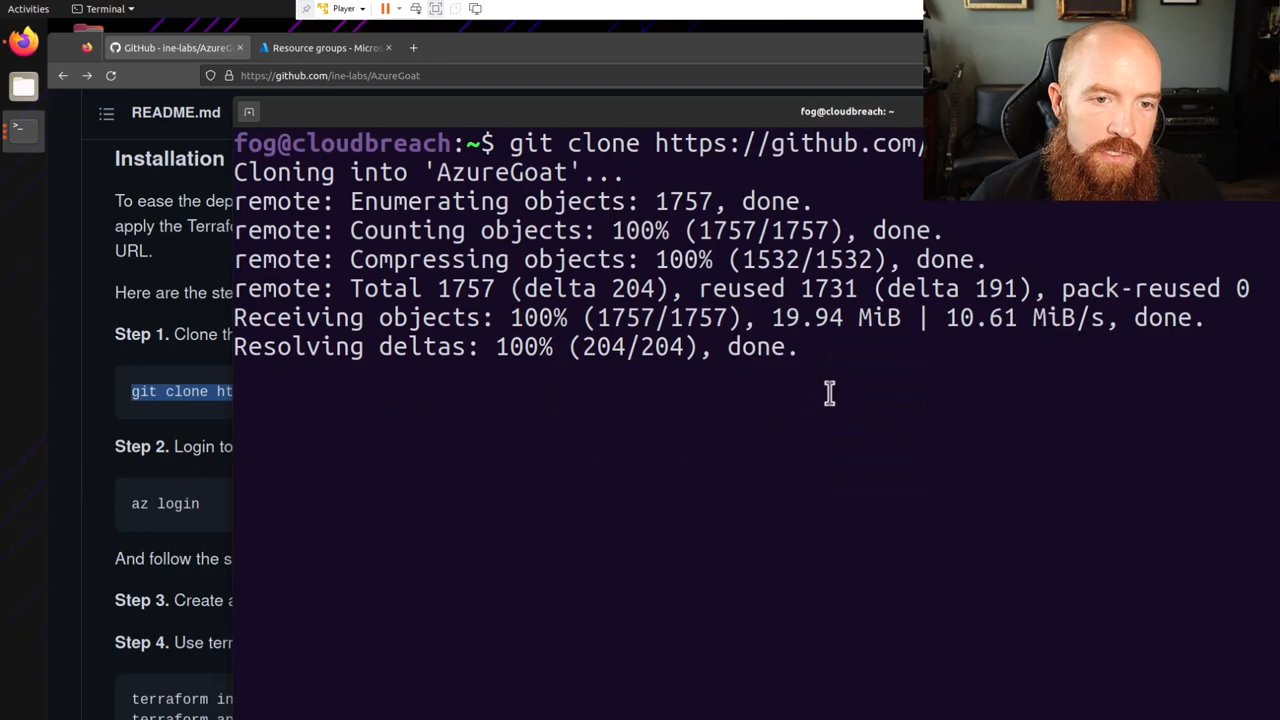 Activities
Terminal
Player
GitHub - ine-labs/AzureG
Resource groups - Micros
https://github.com/ine-labs/AzureGoat
README.md
fog@cloudbreach: ~
Installation
To ease the dep
apply the Terraf
URL.
Here are the ste
Step 1. Clone th
git clone ht
Step 2. Login to
az login
And follow the s
Step 3. Create a
Step 4. Use terr
terraform in
terraform ap
fog@cloudbreach:~$ git clone https://github.com/
Cloning into 'AzureGoat'...
remote: Enumerating objects: 1757, done.
remote: Counting objects: 100% (1757/1757), done.
remote: Compressing objects: 100% (1532/1532), done.
remote: Total 1757 (delta 204), reused 1731 (delta 191), pack-reused 0
Receiving objects: 100% (1757/1757), 19.94 MiB | 10.61 MiB/s, done.
Resolving deltas: 100% (204/204), done.